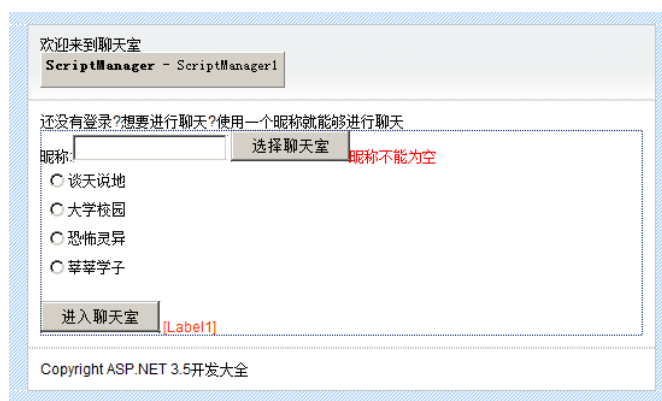 欢迎来到聊天室
ScriptManager - ScriptManager1
还没有登录?想要进行聊天?使用一个昵称就能够进行聊天
昵称: 选择聊天室 昵称不能为空
谈天说地
大学校园
恐怖灵异
莘莘学子
进入聊天室 [Label1]
Copyright ASP.NET 3.5开发大全